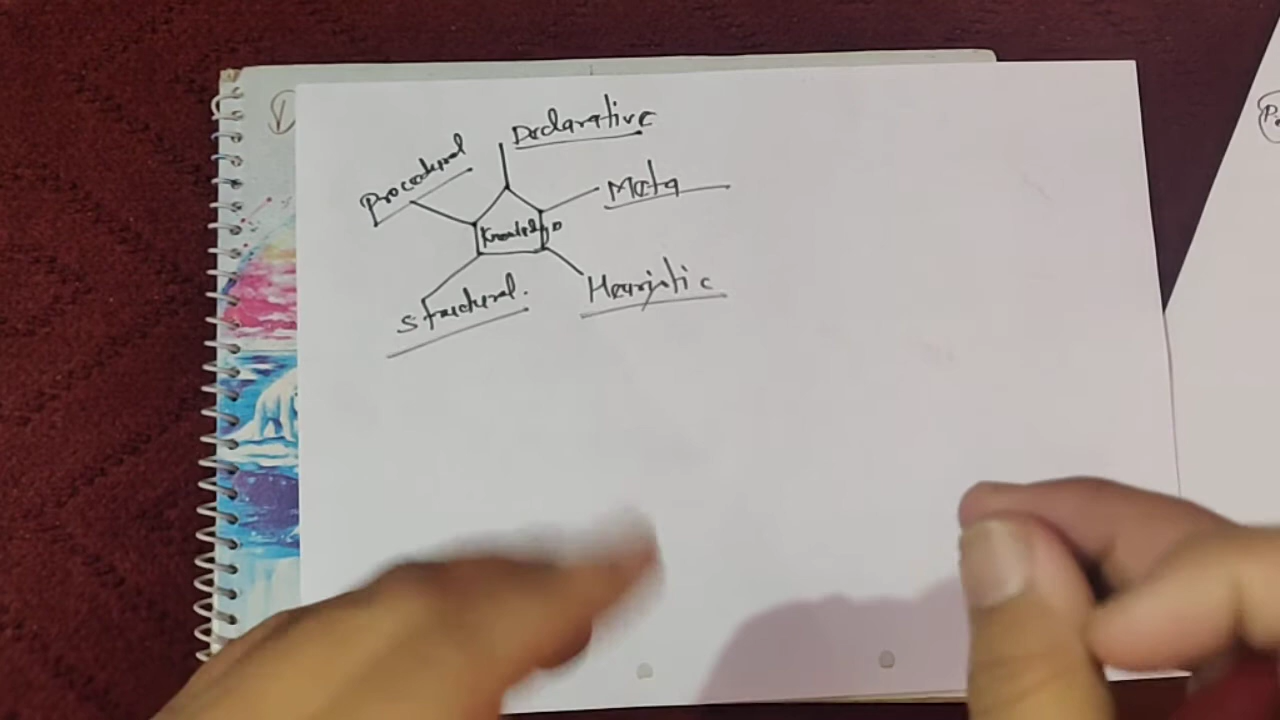 Declarative
Procedural
Meta
Knowledge
Heuristic
Structural.